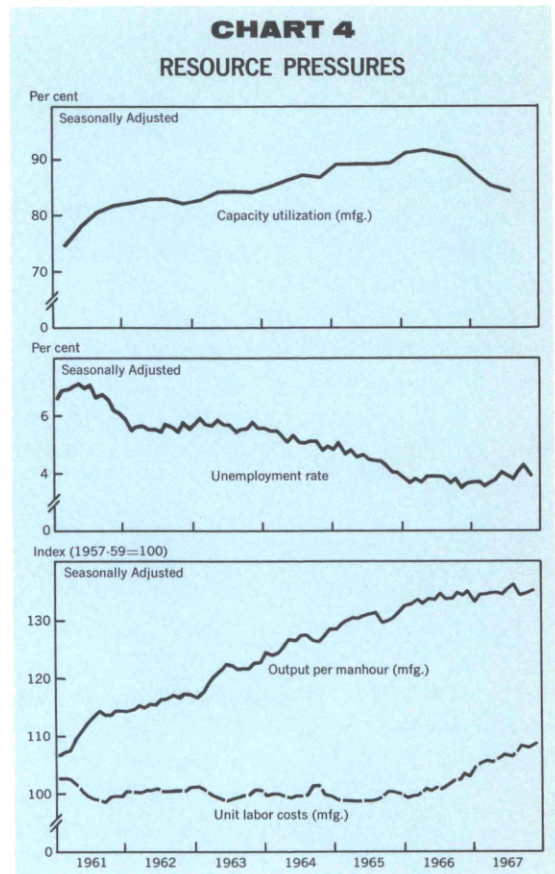 CHART 4
RESOURCE PRESSURES
Per cent
Seasonally Adjusted
90
80
Capacity utilization (mfg.)
70
0
Per cent
Seasonally Adjusted
6
4
Unemployment rate
0
Index (1957-59=100)
Seasonally Adjusted
130
120
Output per manhour (mfg.)
110
100
Unit labor costs (mfg.)
0
1961 1962 1963 1964 1965 1966 1967